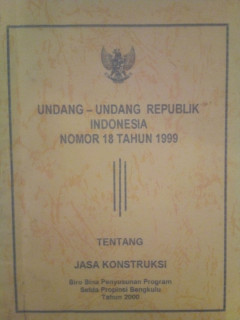 UNDANG – UNDANG REPUBLIK
INDONESIA
NOMOR 18 TAHUN 1999
TENTANG
JASA KONSTRUKSI
Biro Bina Penyusunan Program
Setda Propinsi Bengkulu
Tahun 2000